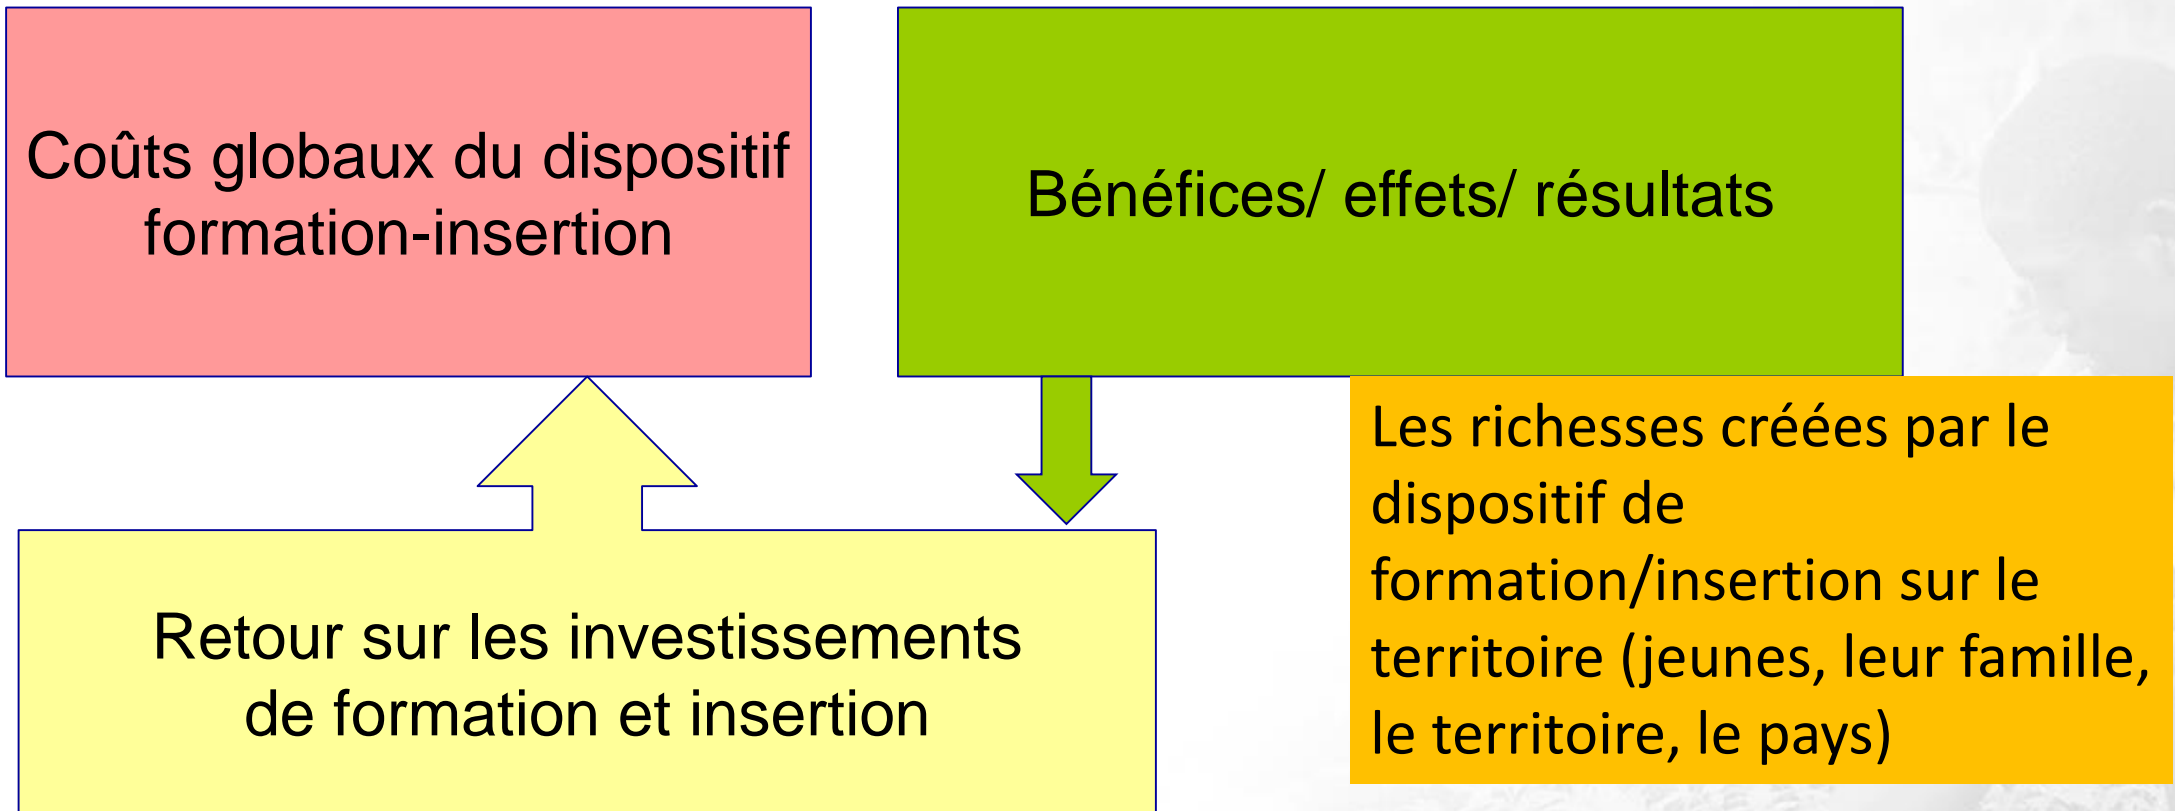 Coûts globaux du dispositif
formation-insertion
Bénéfices/ effets/ résultats
Retour sur les investissements
de formation et insertion
Les richesses créées par le
dispositif de
formation/insertion sur le
territoire (jeunes, leur famille,
le territoire, le pays)